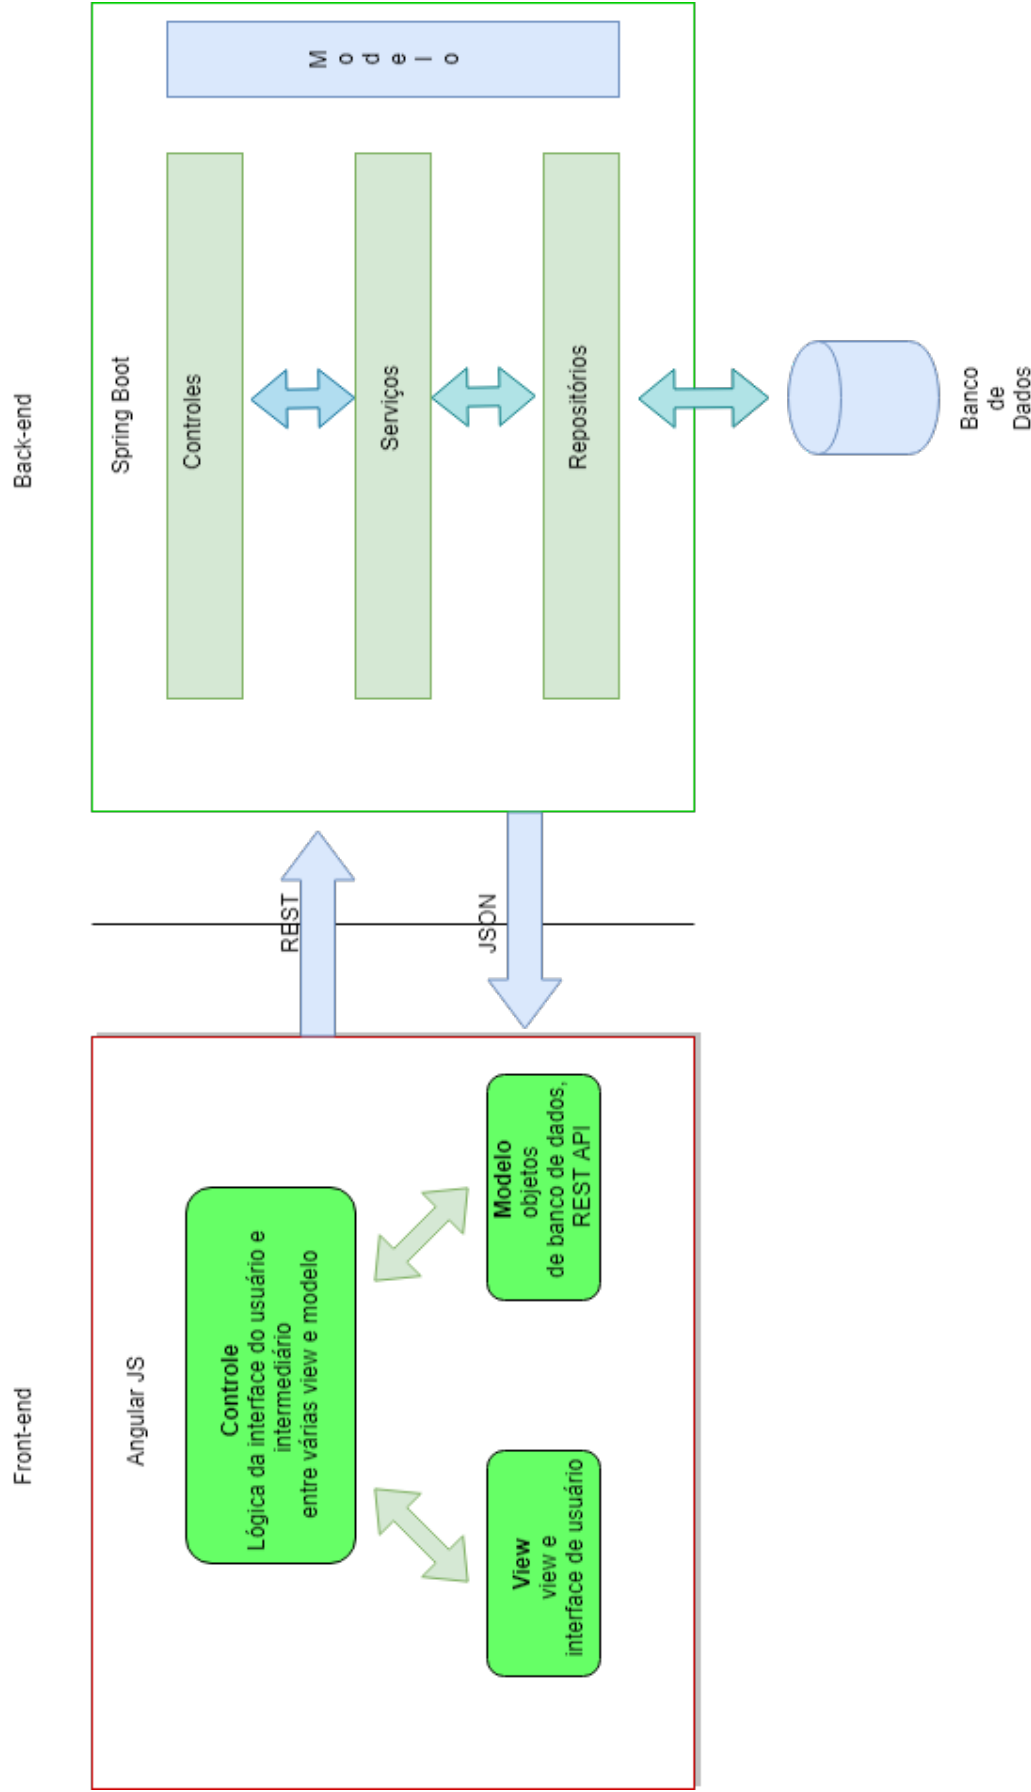 Front-end
Angular JS
Controle
Lógica da interface do usuário e
intermediário
entre várias view e modelo
View
view e
interface de usuário
Modelo
objetos
de banco de dados,
REST API
REST
JSON
Back-end
Spring Boot
Controles
Serviços
Repositórios
M
o
d
e
l
o
Banco
de
Dados